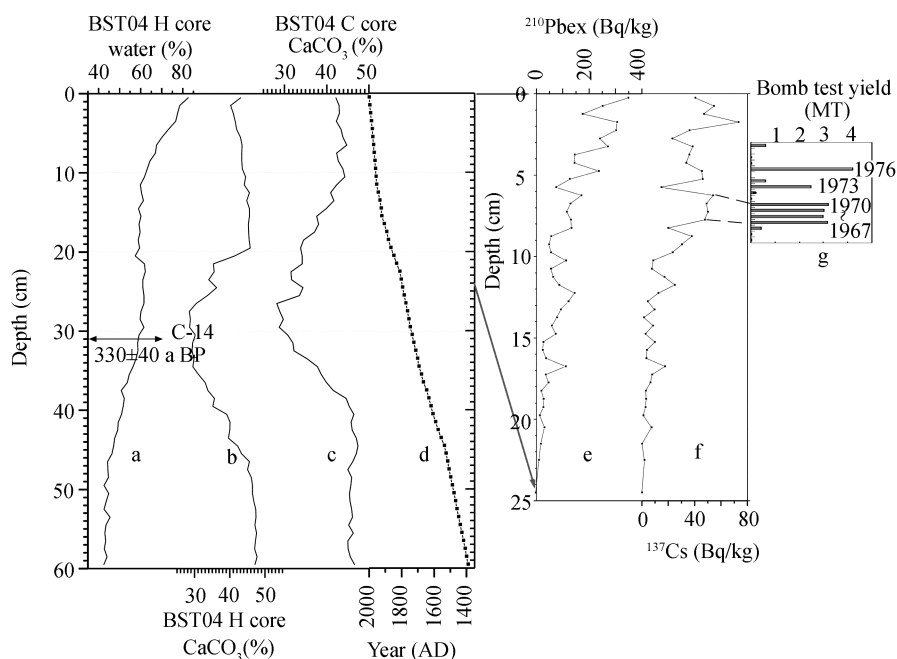 BST04 H core
water (%)
40 60 80
BST04 C core
CaCO3 (%)
30 40 50
210Pbex (Bq/kg)
0 200 400
Bomb test yield
(MT)
1 2 3 4
1976
1973
1970
?
1967
g
Depth (cm)
0
10
20
30
40
50
60
C-14
330±40 a BP
a b c d
30 40 50
BST04 H core
CaCO3(%)
2000 1800 1600 1400
Year (AD)
Depth (cm)
0
5
10
15
20
25
e f
0 40 80
137Cs (Bq/kg)